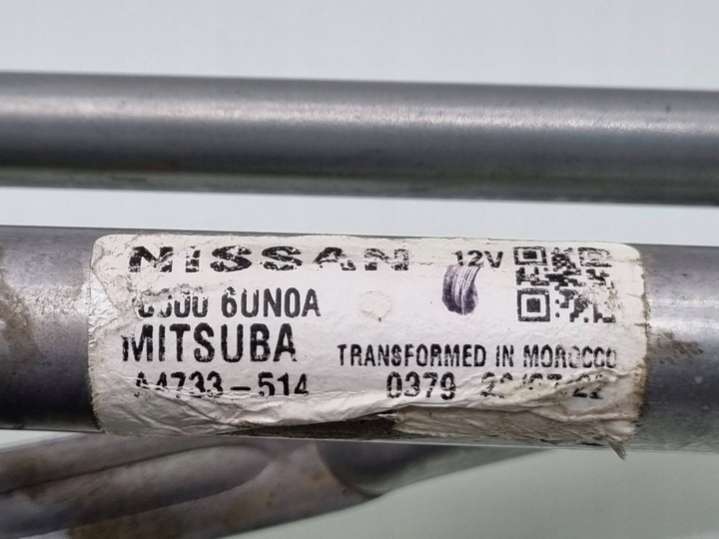 NISSAN 12V
6UN0A
MITSUBA TRANSFORMED IN MOROCCO
A4733-514 0379